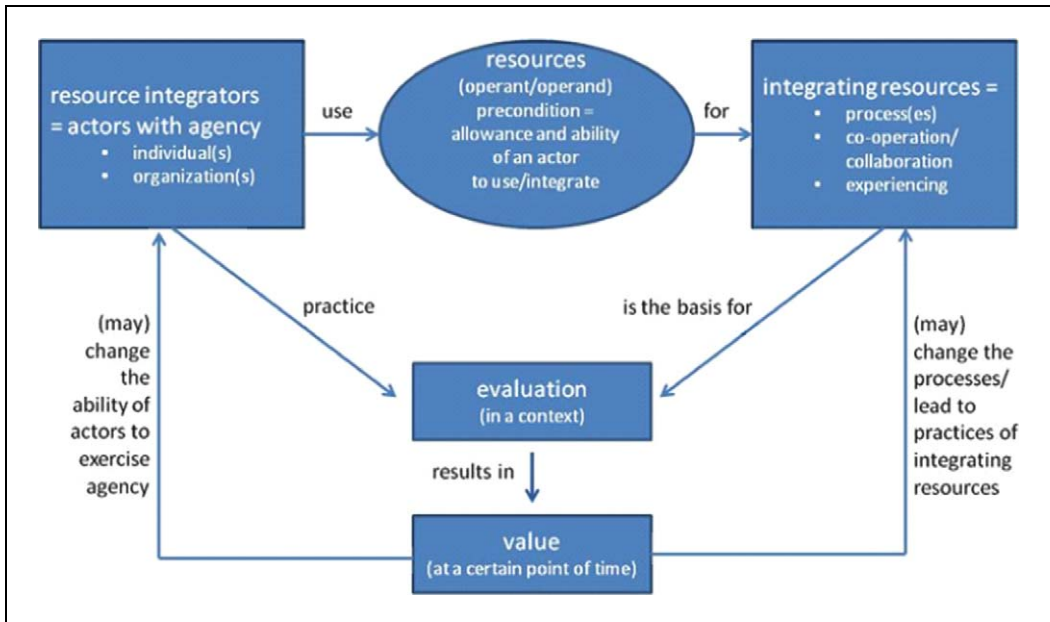 resource integrators
= actors with agency
▪ individual(s)
▪ organization(s)
use
resources
(operant/operand)
precondition =
allowance and ability
of an actor
to use/integrate
for
integrating resources =
▪ process(es)
▪ co-operation/
collaboration
▪ experiencing
practice
is the basis for
(may)
change
the
ability of
actors to
exercise
agency
evaluation
(in a context)
(may)
change the
processes/
lead to
practices of
integrating
resources
results in
value
(at a certain point of time)